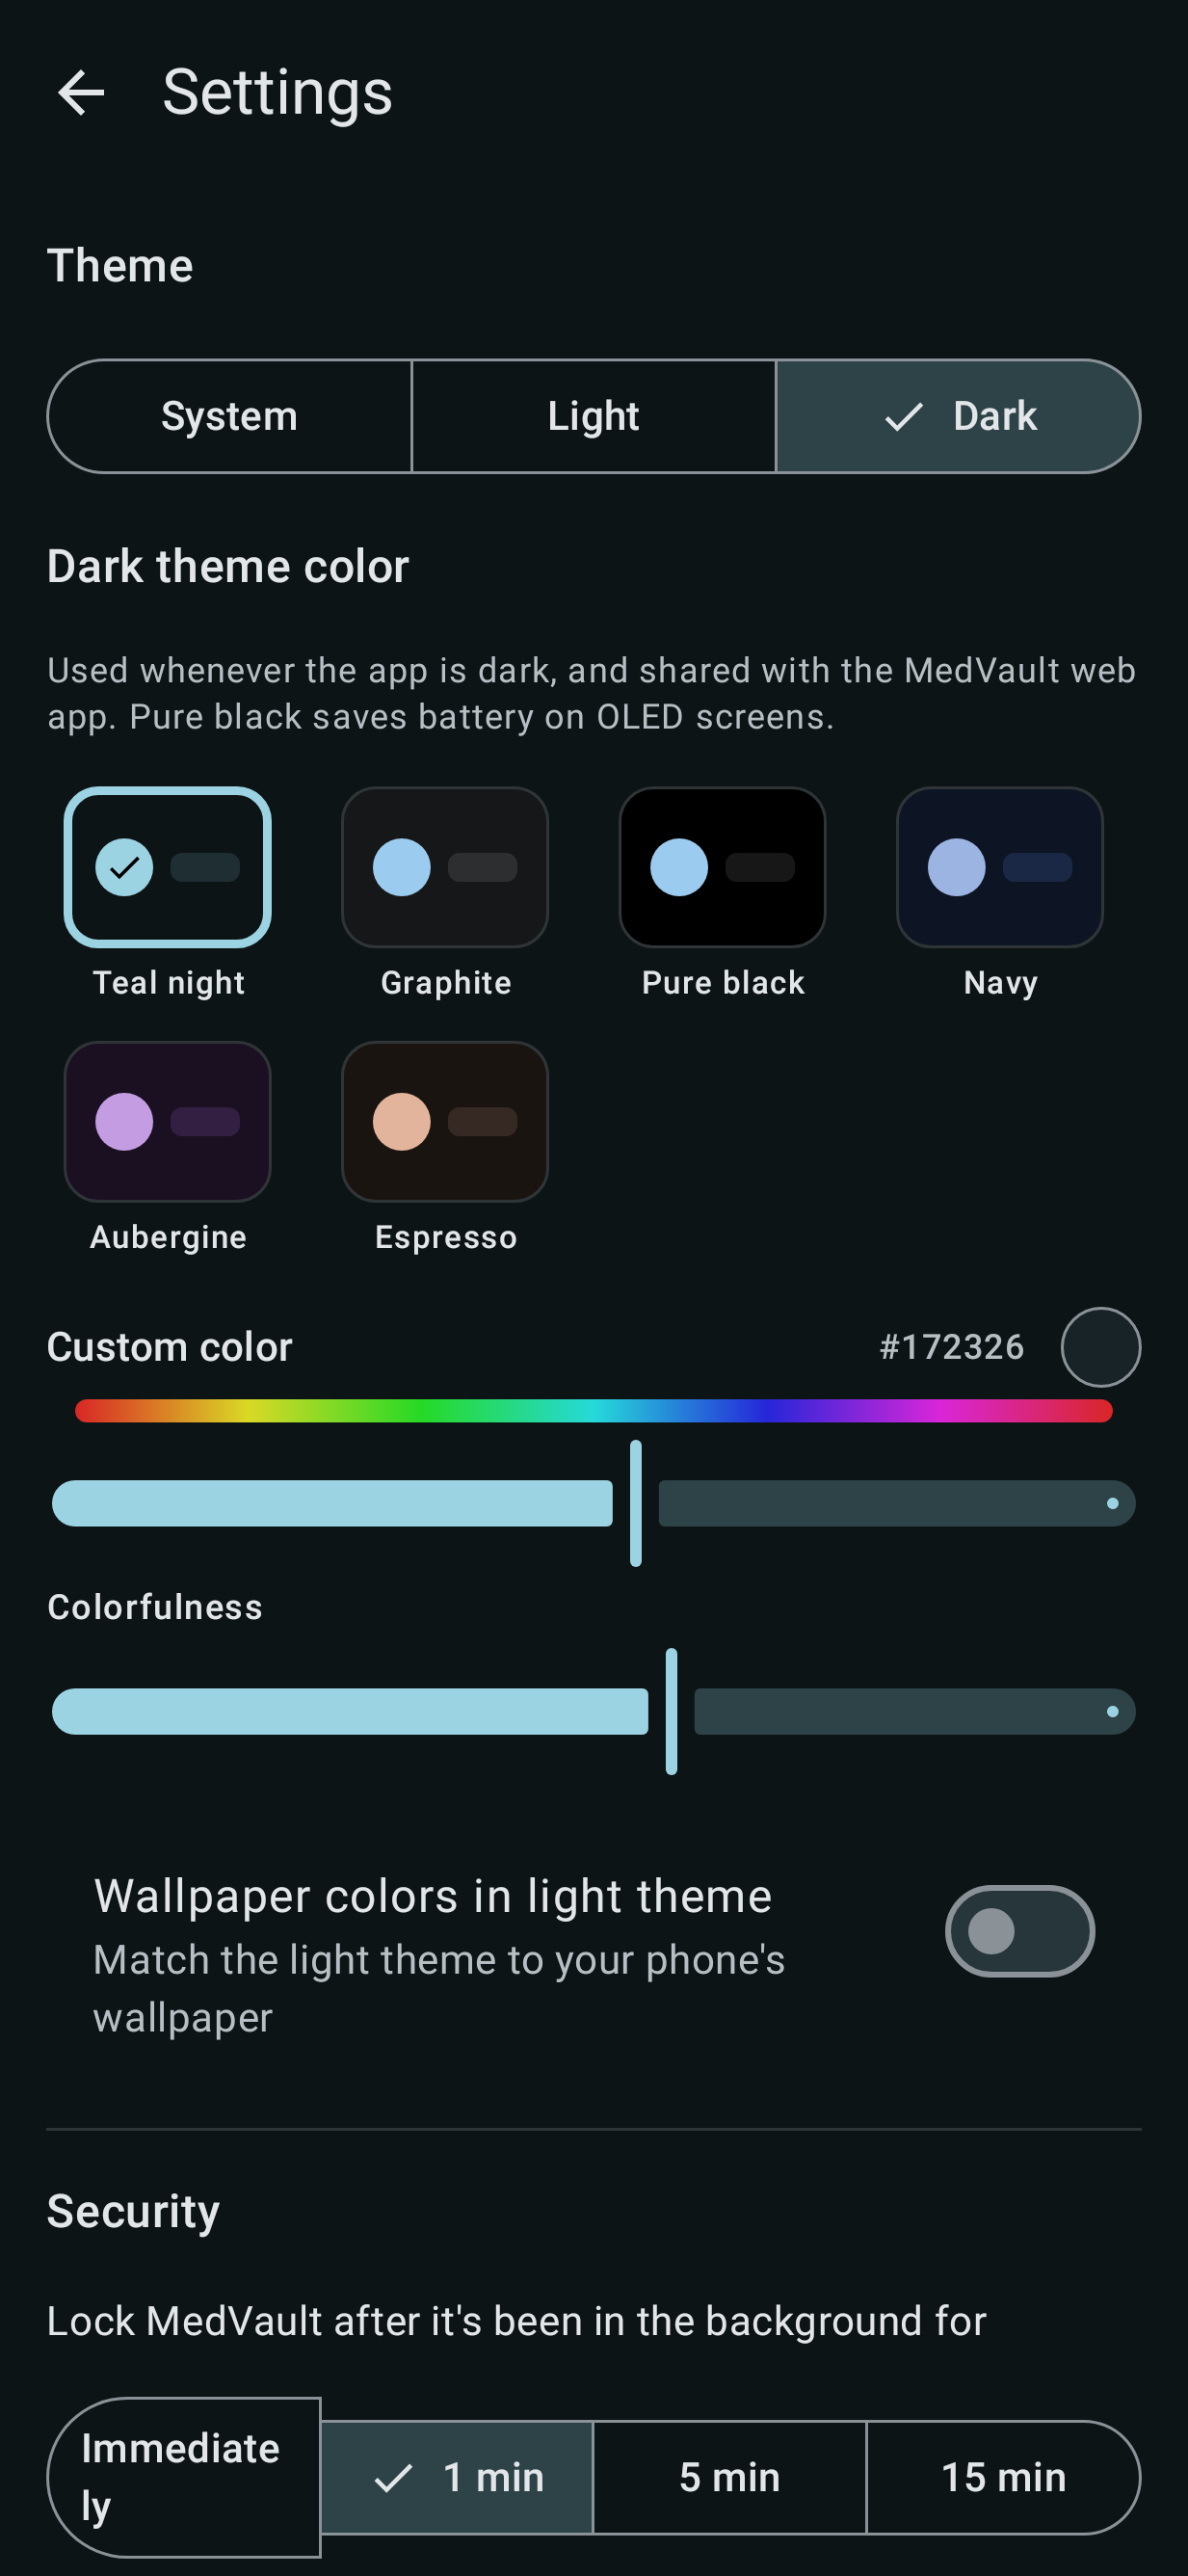 Settings
Theme
System
Light
Dark
Dark theme color
Used whenever the app is dark, and shared with the MedVault web
app. Pure black saves battery on OLED screens.
Teal night
Graphite
Pure black
Navy
Aubergine
Espresso
Custom color
#172326
Colorfulness
Wallpaper colors in light theme
Match the light theme to your phone's
wallpaper
Security
Lock MedVault after it's been in the background for
Immediate
ly
1 min
5 min
15 min